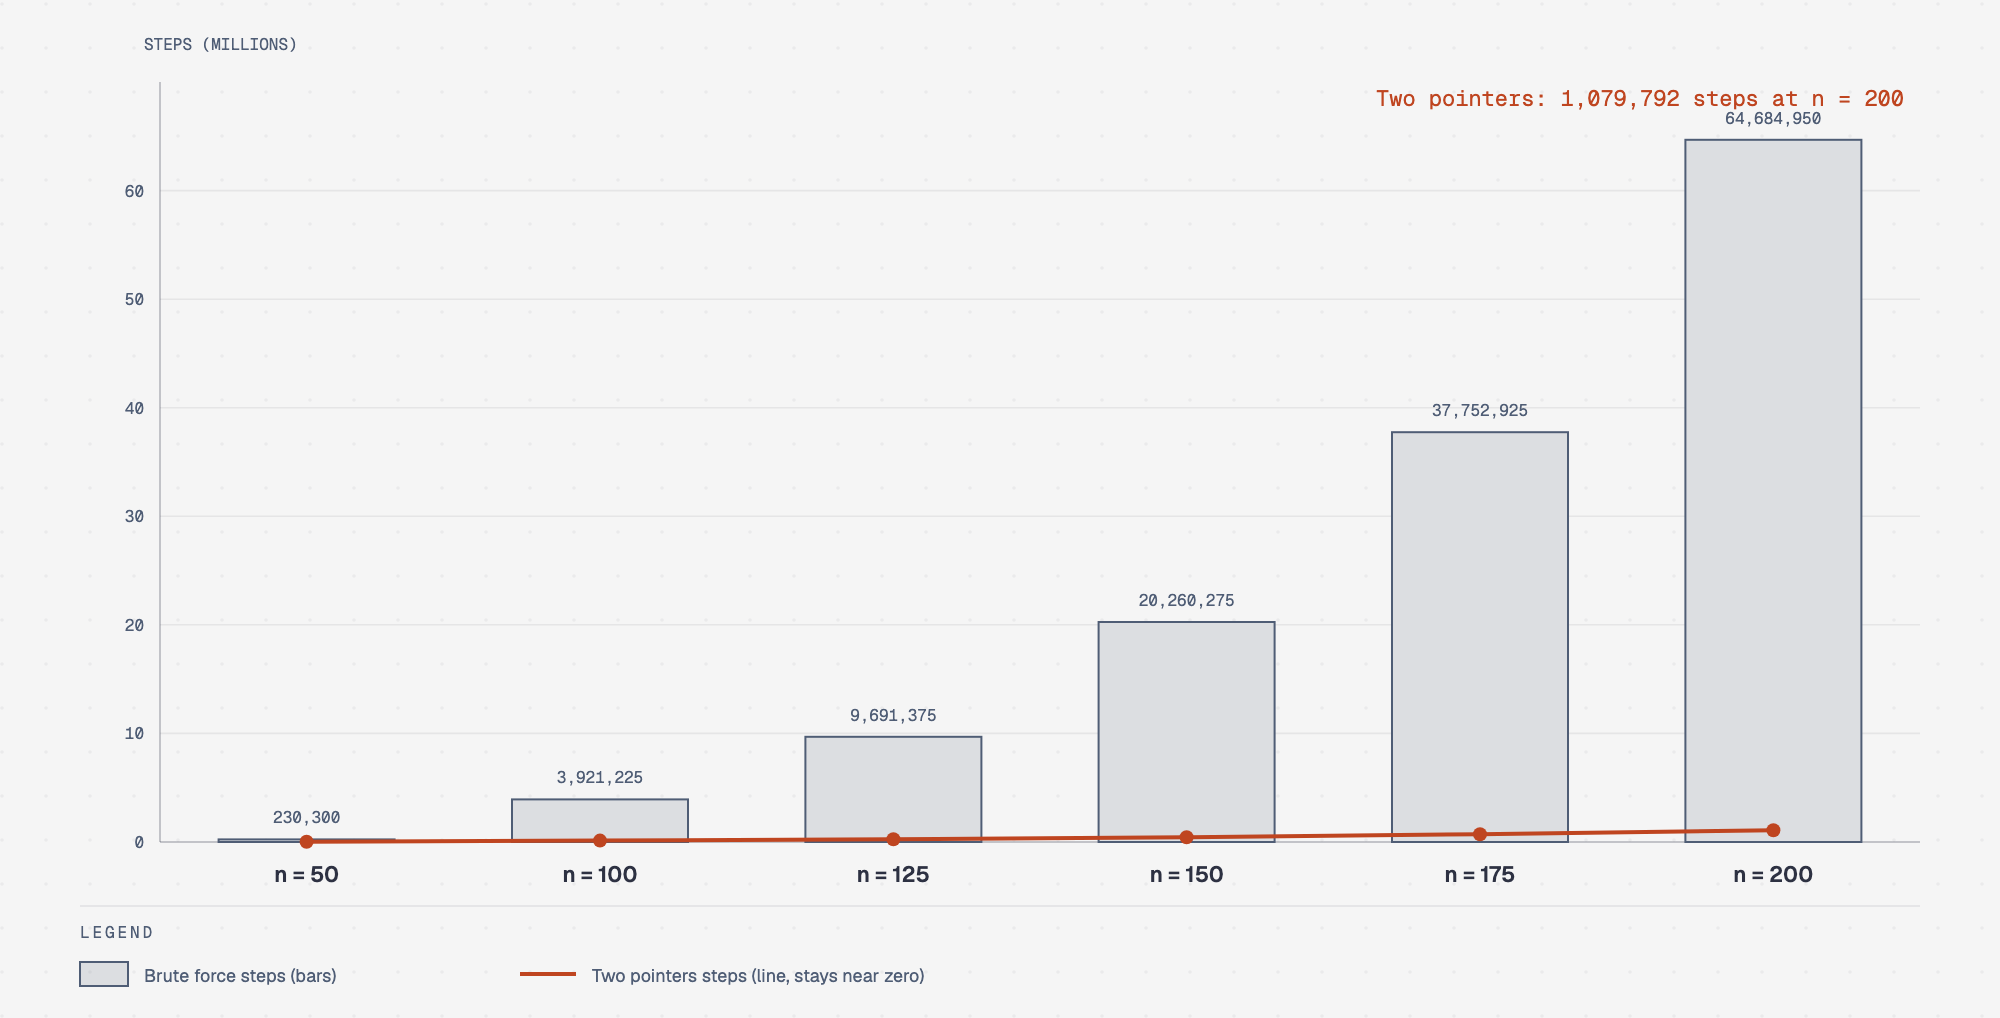 STEPS (MILLIONS)
Two pointers: 1,079,792 steps at n = 200
64,684,950
60
50
40
37,752,925
30
20,260,275
20
9,691,375
10
3,921,225
230,300
0
n = 50
n = 100
n = 125
n = 150
n = 175
n = 200
LEGEND
Brute force steps (bars)
Two pointers steps (line, stays near zero)